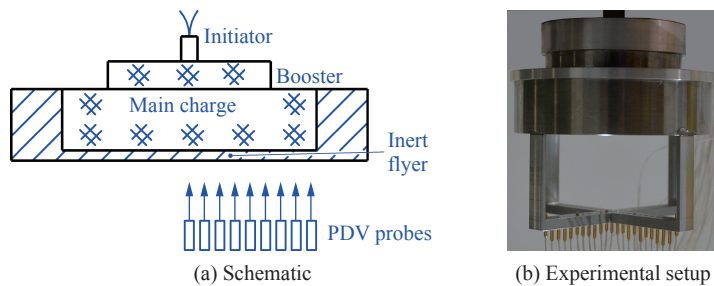 Initiator
Booster
Main charge
Inert
flyer
PDV probes
(a) Schematic
(b) Experimental setup